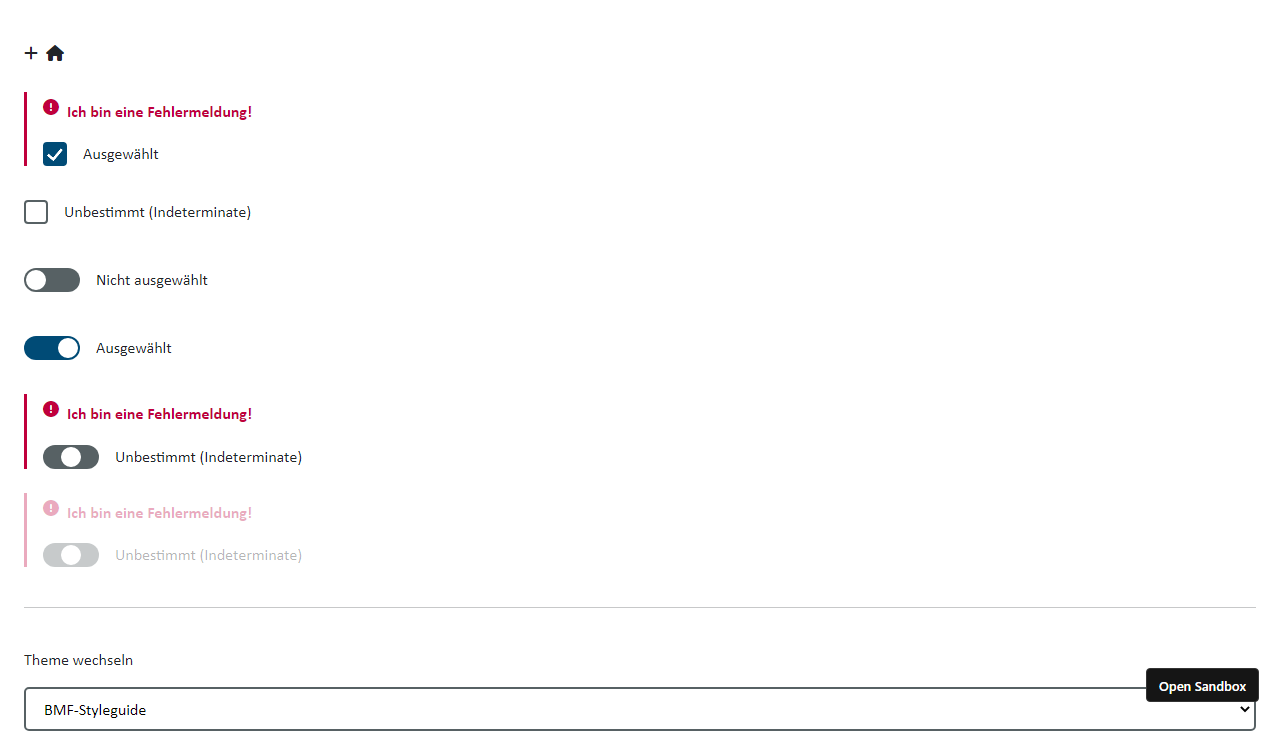 Ich bin eine Fehlermeldung!
Ausgewählt
Unbestimmt (Indeterminate)
Nicht ausgewählt
Ausgewählt
Ich bin eine Fehlermeldung!
Unbestimmt (Indeterminate)
Ich bin eine Fehlermeldung!
Unbestimmt (Indeterminate)
Theme wechseln
Open Sandbox
BMF-Styleguide